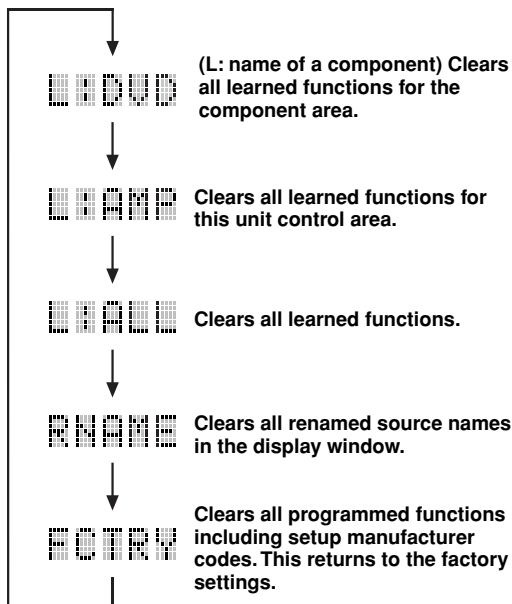 L:DVD
(L: name of a component) Clears
all learned functions for the
component area.
L:AMP
Clears all learned functions for
this unit control area.
L:ALL
Clears all learned functions.
RNAME
Clears all renamed source names
in the display window.
FCTRY
Clears all programmed functions
including setup manufacturer
codes. This returns to the factory
settings.